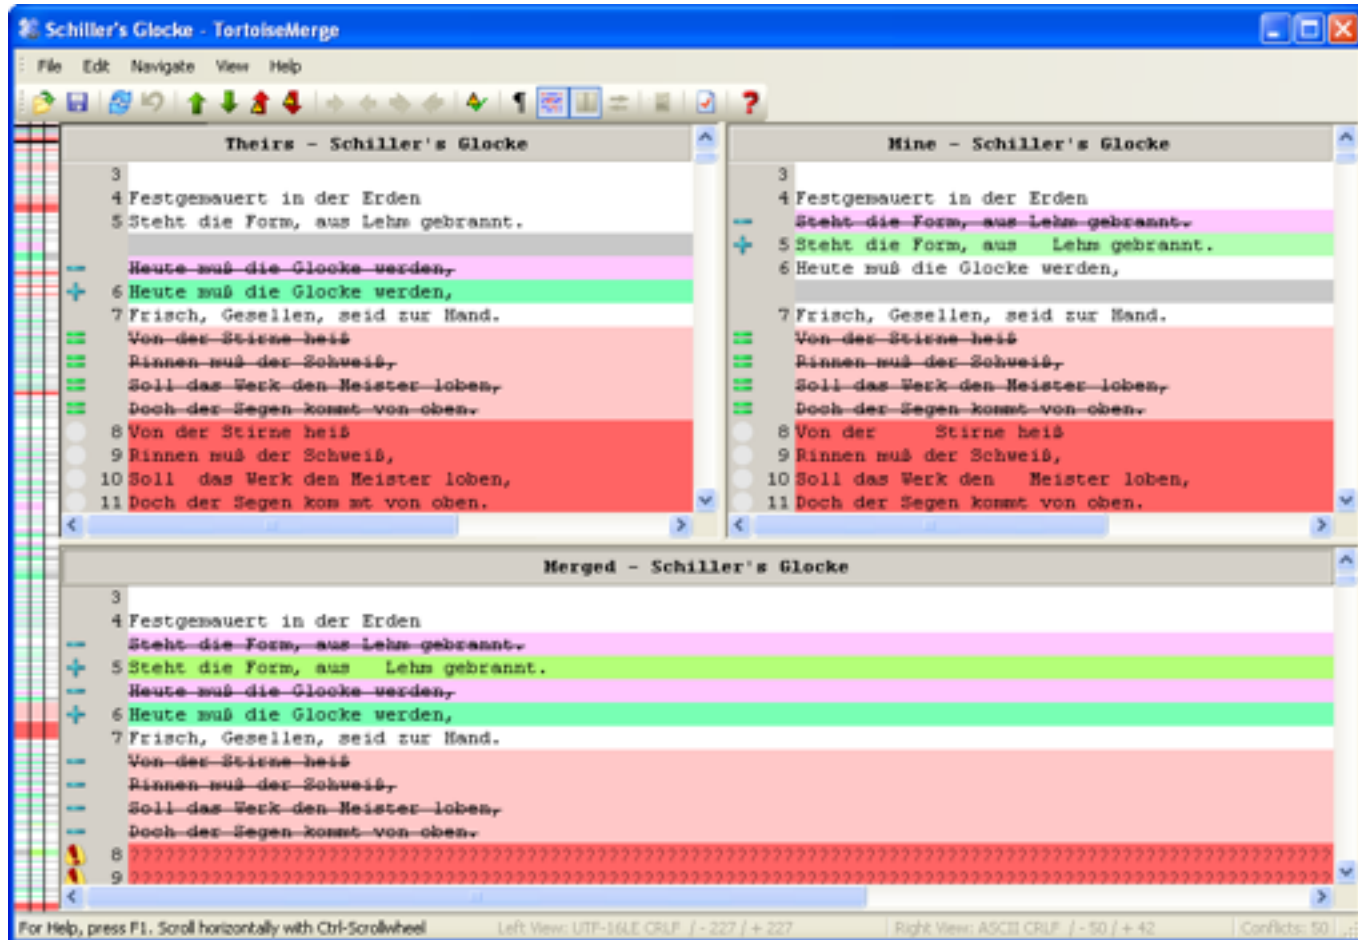 Schiller's Glocke - TortoiseMerge
File Edit Navigate View Help
Theirs - Schiller's Glocke
3
4 Festgemauert in der Erden
5 Steht die Form, aus Lehm gebrannt.
Heute muß die Glocke werden,
6 Heute muß die Glocke werden,
7 Frisch, Gesellen, seid zur Hand.
Von der Stirne heiß
Rinnen muß der Schweiß,
Soll das Werk den Meister loben,
Doch der Segen kommt von oben.
8 Von der Stirne heiß
9 Rinnen muß der Schweiß,
10 Soll  das Werk den Meister loben,
11 Doch der Segen kom mt von oben.
Mine - Schiller's Glocke
3
4 Festgemauert in der Erden
Steht die Form, aus Lehm gebrannt.
5 Steht die Form, aus   Lehm gebrannt.
6 Heute muß die Glocke werden,
7 Frisch, Gesellen, seid zur Hand.
Von der Stirne heiß
Rinnen muß der Schweiß,
Soll das Werk den Meister loben,
Doch der Segen kommt von oben.
8 Von der     Stirne heiß
9 Rinnen muß der Schweiß,
10 Soll das Werk den   Meister loben,
11 Doch der Segen kommt von oben.
Merged - Schiller's Glocke
3
4 Festgemauert in der Erden
Steht die Form, aus Lehm gebrannt.
5 Steht die Form, aus   Lehm gebrannt.
Heute muß die Glocke werden,
6 Heute muß die Glocke werden,
7 Frisch, Gesellen, seid zur Hand.
Von der Stirne heiß
Rinnen muß der Schweiß,
Soll das Werk den Meister loben,
Doch der Segen kommt von oben.
8 ????????????????????????????????????????????????????????????????????????????????????????????????????
9 ????????????????????????????????????????????????????????????????????????????????????????????????????
For Help, press F1. Scroll horizontally with Ctrl-Scrollwheel Left View: UTF-16LE CRLF / - 227 / + 227 Right View: ASCII CRLF / - 50 / + 42 Conflicts: 50